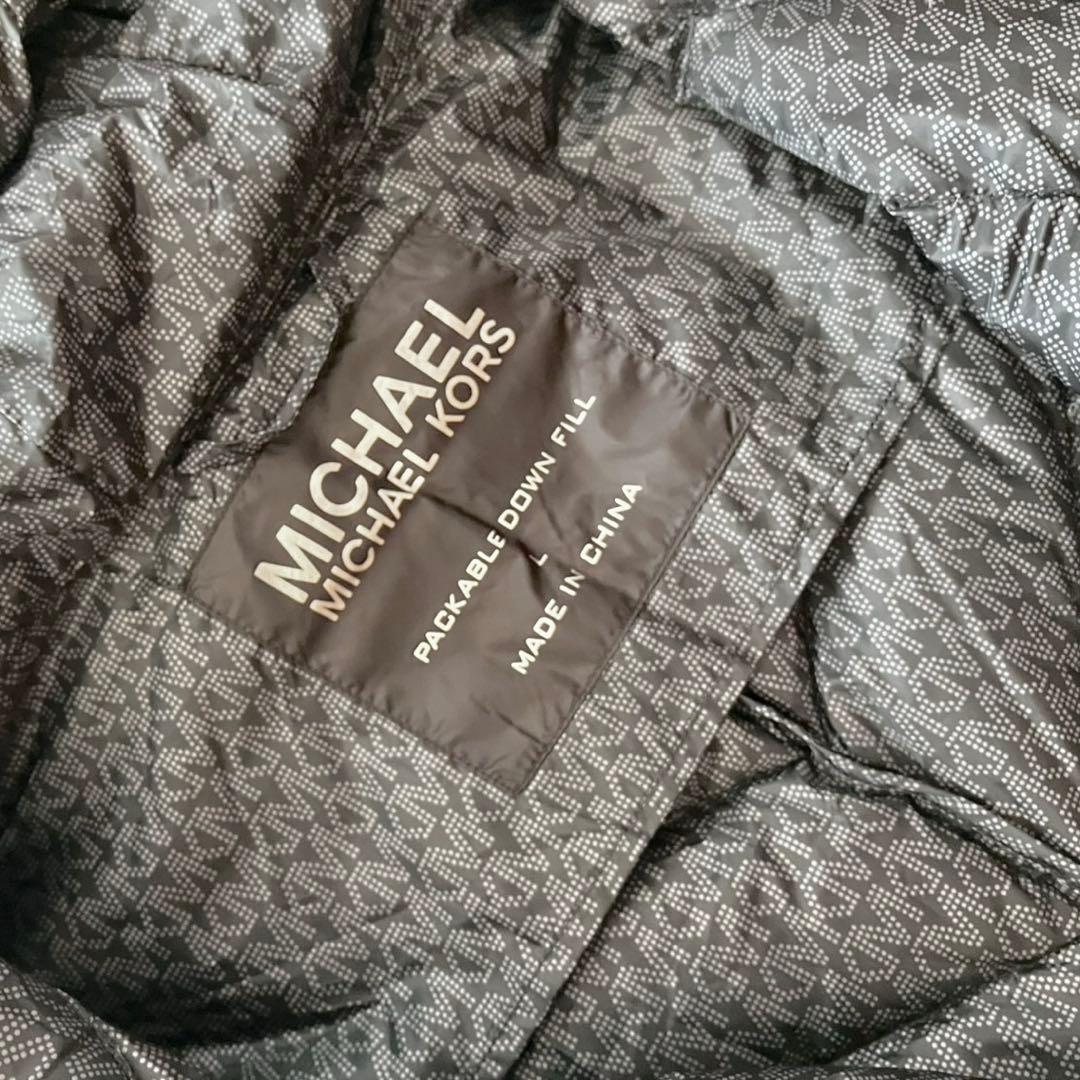 MICHAEL
MICHAEL KORS
PACKABLE DOWN FILL
L
MADE IN CHINA